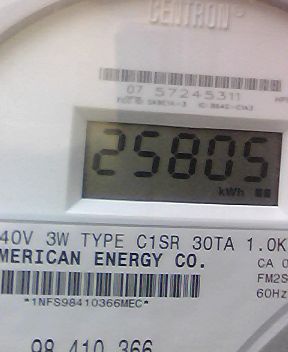 CENTRON®
07 57245311
25805
kWh
40V 3W TYPE C1SR 30TA 1.0K
MERICAN ENERGY CO.
CA 0
FM2S
60Hz
*1NFS98410366MEC*
98 410 366